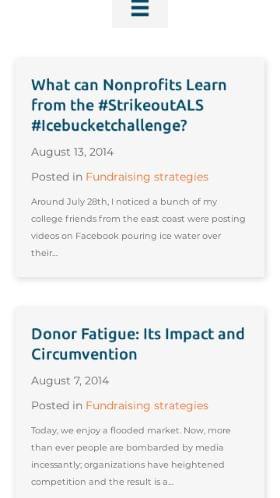 What can Nonprofits Learn
from the #StrikeoutALS
#Icebucketchallenge?
August 13, 2014
Posted in Fundraising strategies
Around July 28th, I noticed a bunch of my
college friends from the east coast were posting
videos on Facebook pouring ice water over
their...
Donor Fatigue: Its Impact and
Circumvention
August 7, 2014
Posted in Fundraising strategies
Today, we enjoy a flooded market. Now, more
than ever people are bombarded by media
incessantly; organizations have heightened
competition and the result is a...